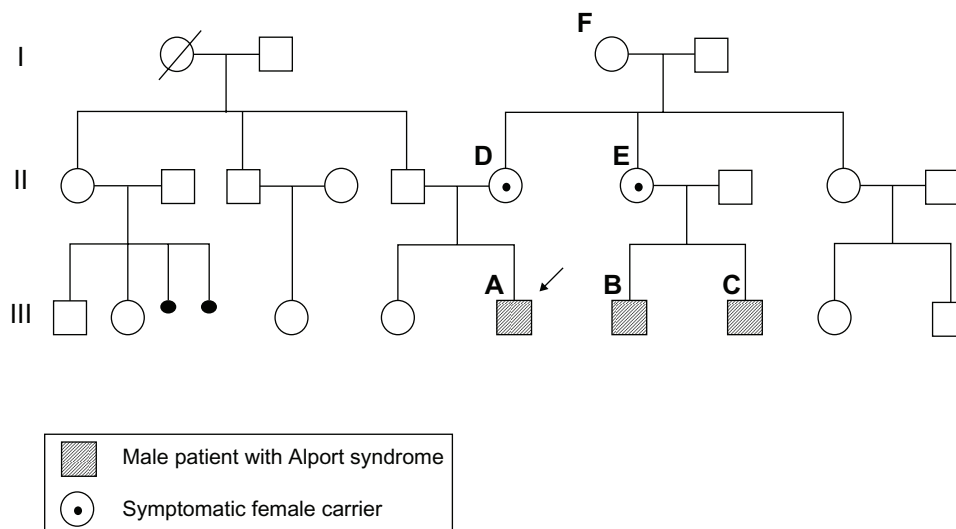 F
I
D
E
II
A
B
C
III
Male patient with Alport syndrome
Symptomatic female carrier